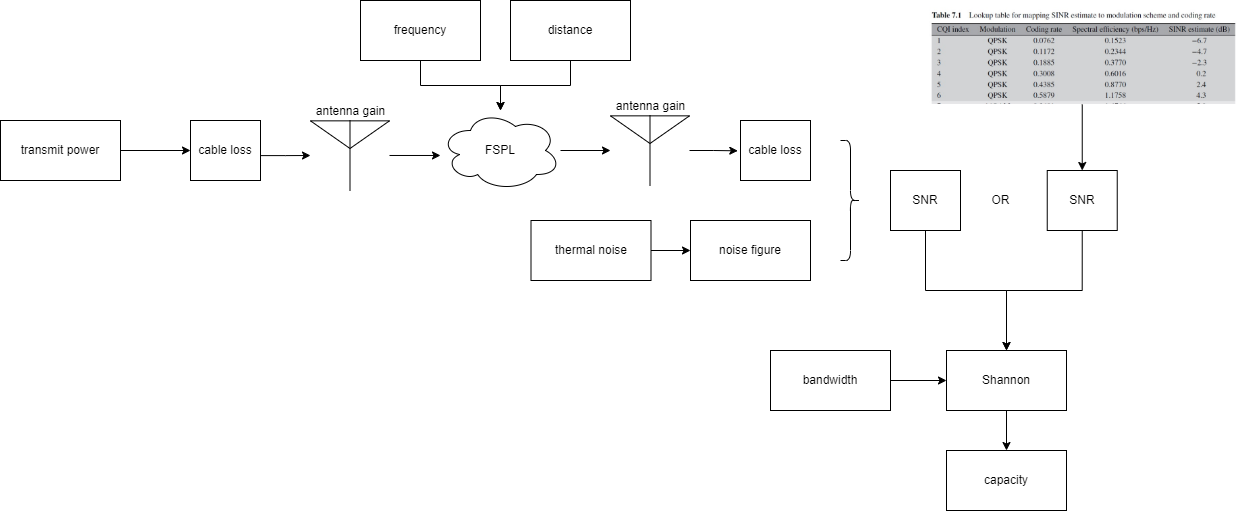 frequency
distance
Table 7.1 Lookup table for mapping SINR estimate to modulation scheme and coding rate
CQI index Modulation Coding rate Spectral efficiency (bps/Hz) SINR estimate (dB)
1 QPSK 0.0762 0.1523 −6.7
2 QPSK 0.1172 0.2344 −4.7
3 QPSK 0.1885 0.3770 −2.3
4 QPSK 0.3008 0.6016 0.2
5 QPSK 0.4385 0.8770 2.4
6 QPSK 0.5879 1.1758 4.3
antenna gain
antenna gain
transmit power
cable loss
FSPL
cable loss
SNR
OR
SNR
thermal noise
noise figure
bandwidth
Shannon
capacity